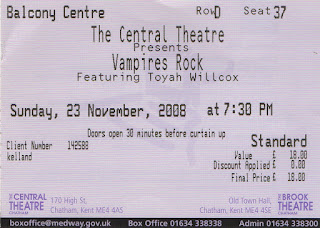 Balcony Centre Row D Seat 37
The Central Theatre
Presents
Vampires Rock
Featuring Toyah Willcox
Sunday, 23 November, 2008 at 7:30 PM
Doors open 30 minutes before curtain up
Client Number 142588 Standard
kelland Value £ 18.00
Discount Applied £ 0.00
Final Price £ 18.00
THE CENTRAL THEATRE CHATHAM
170 High St,
Chatham, Kent ME4 4AS
Old Town Hall,
Chatham, Kent ME4 4SE
THE BROOK THEATRE CHATHAM
boxoffice@medway.gov.uk Box Office 01634 338338 Admin 01634 338300